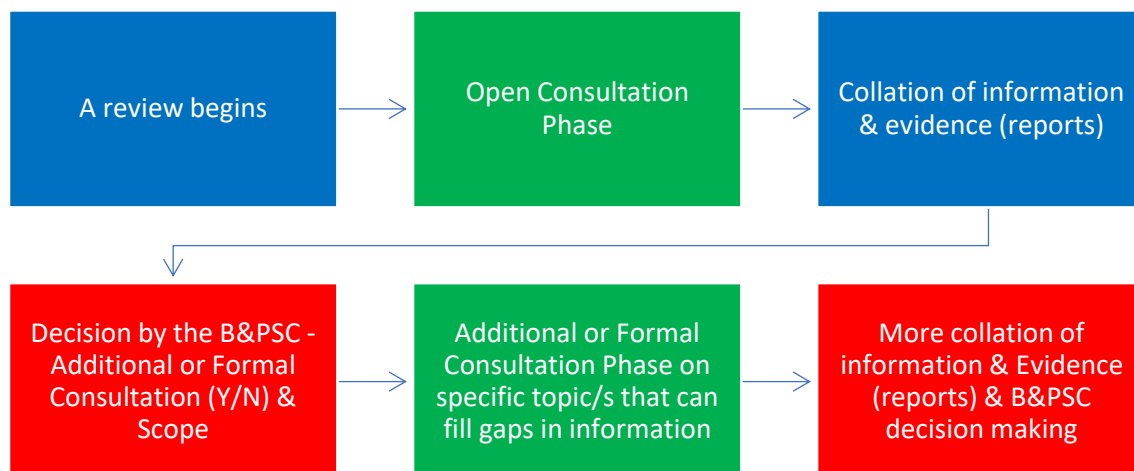 A review begins
Open Consultation
Phase
Collation of information
& evidence (reports)
Decision by the B&PSC -
Additional or Formal
Consultation (Y/N) &
Scope
Additional or Formal
Consultation Phase on
specific topic/s that can
fill gaps in information
More collation of
information & Evidence
(reports) & B&PSC
decision making